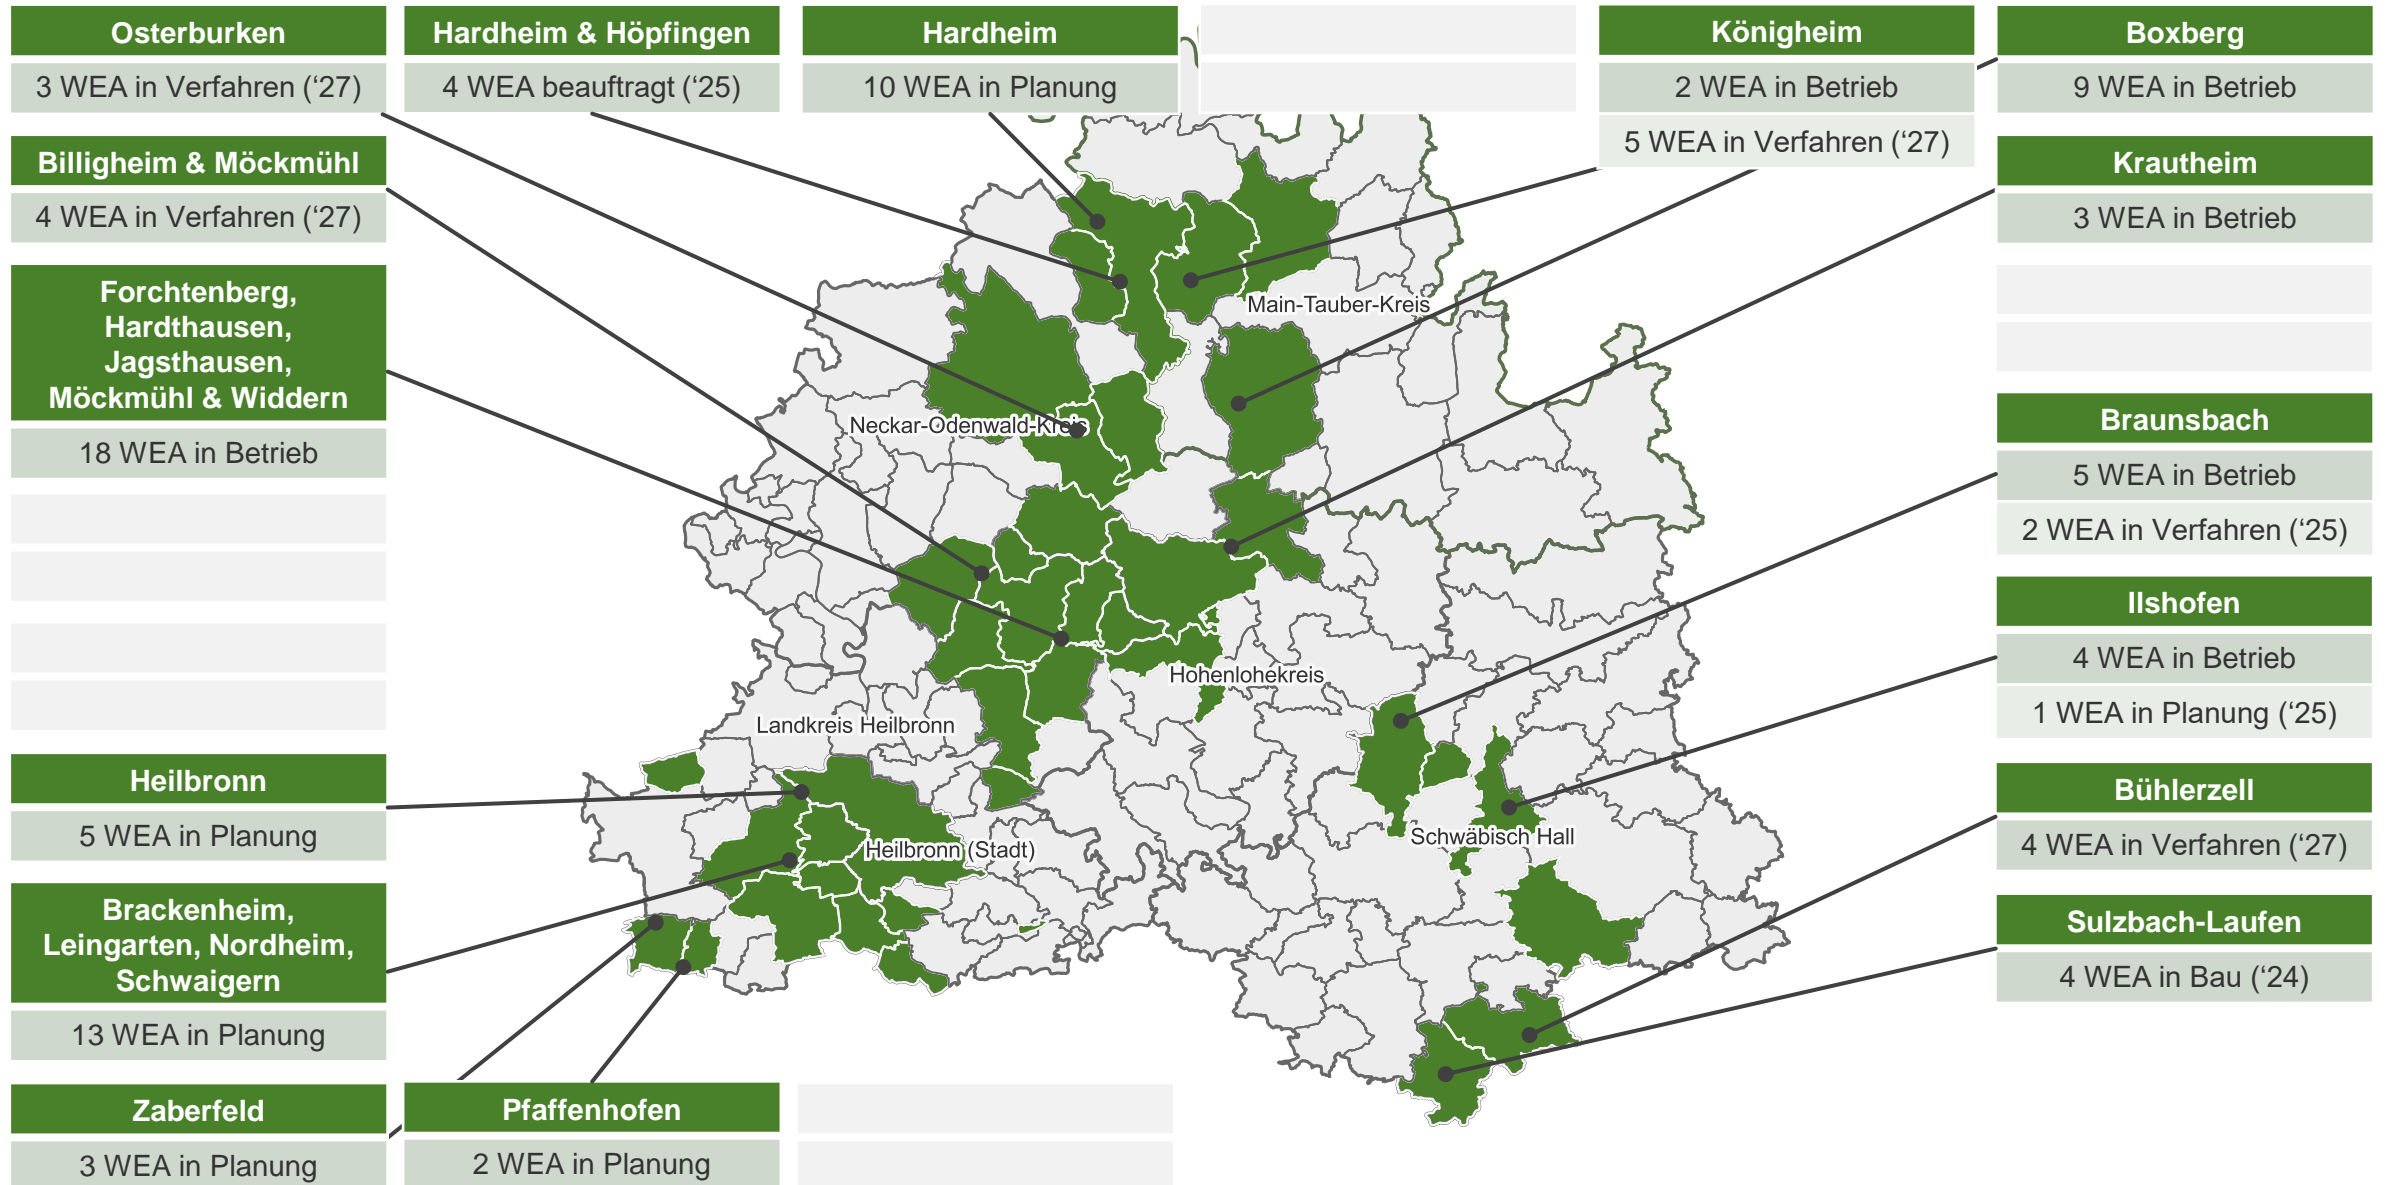 Osterburken
3 WEA in Verfahren (‘27)
Hardheim & Höpfingen
4 WEA beauftragt (‘25)
Hardheim
10 WEA in Planung
Königheim
2 WEA in Betrieb
5 WEA in Verfahren (‘27)
Boxberg
9 WEA in Betrieb
Billigheim & Möckmühl
4 WEA in Verfahren (‘27)
Krautheim
3 WEA in Betrieb
Forchtenberg,
Hardthausen,
Jagsthausen,
Möckmühl & Widdern
18 WEA in Betrieb
Main-Tauber-Kreis
Neckar-Odenwald-Kreis
Hohenlohekreis
Landkreis Heilbronn
Heilbronn (Stadt)
Schwäbisch Hall
Braunsbach
5 WEA in Betrieb
2 WEA in Verfahren (‘25)
Ilshofen
4 WEA in Betrieb
1 WEA in Planung (‘25)
Heilbronn
5 WEA in Planung
Bühlerzell
4 WEA in Verfahren (‘27)
Brackenheim,
Leingarten, Nordheim,
Schwaigern
13 WEA in Planung
Sulzbach-Laufen
4 WEA in Bau (‘24)
Zaberfeld
3 WEA in Planung
Pfaffenhofen
2 WEA in Planung